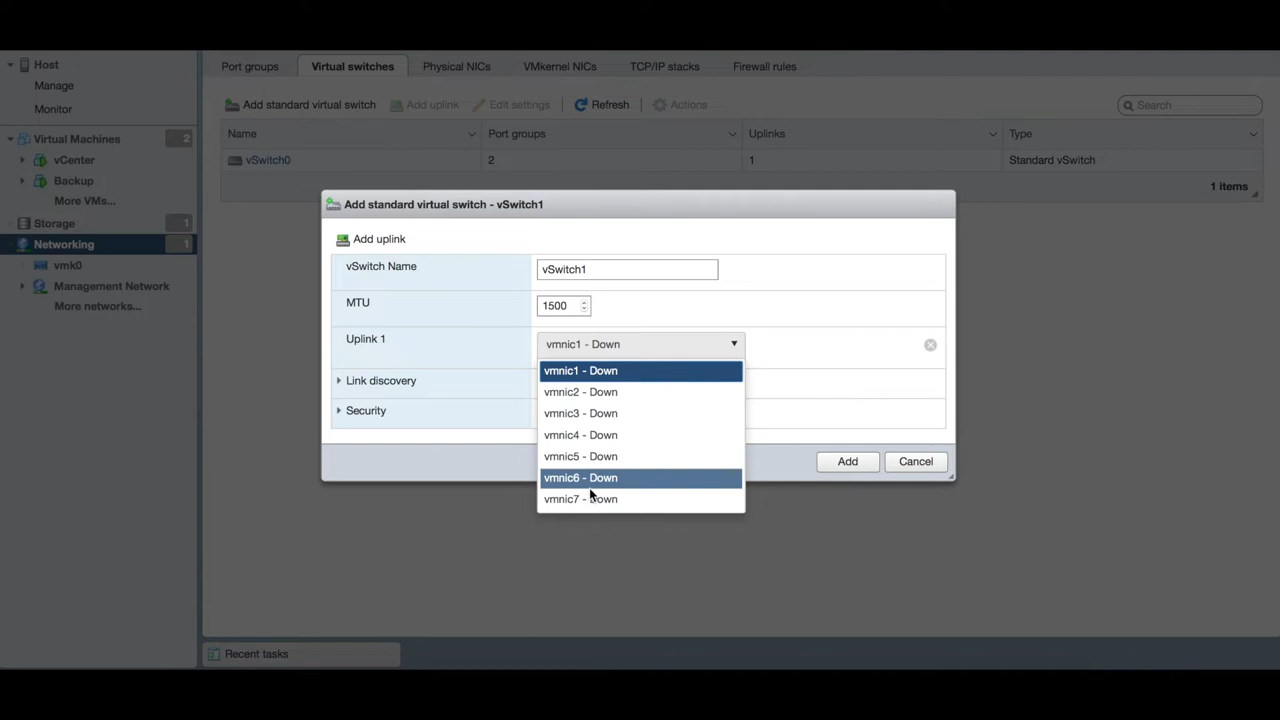 Host
Manage
Monitor
Virtual Machines 2
vCenter
Backup
More VMs...
Storage 1
Networking 1
vmk0
Management Network
More networks...
Port groups Virtual switches Physical NICs VMkernel NICs TCP/IP stacks Firewall rules
Add standard virtual switch Add uplink Edit settings Refresh Actions Search
Name Port groups Uplinks Type
vSwitch0 2 1 Standard vSwitch
1 items
Add standard virtual switch - vSwitch1
Add uplink
vSwitch Name vSwitch1
MTU 1500
Uplink 1 vmnic1 - Down
vmnic1 - Down
vmnic2 - Down
vmnic3 - Down
vmnic4 - Down
vmnic5 - Down
vmnic6 - Down
vmnic7 - Down
Link discovery
Security
Add Cancel
Recent tasks